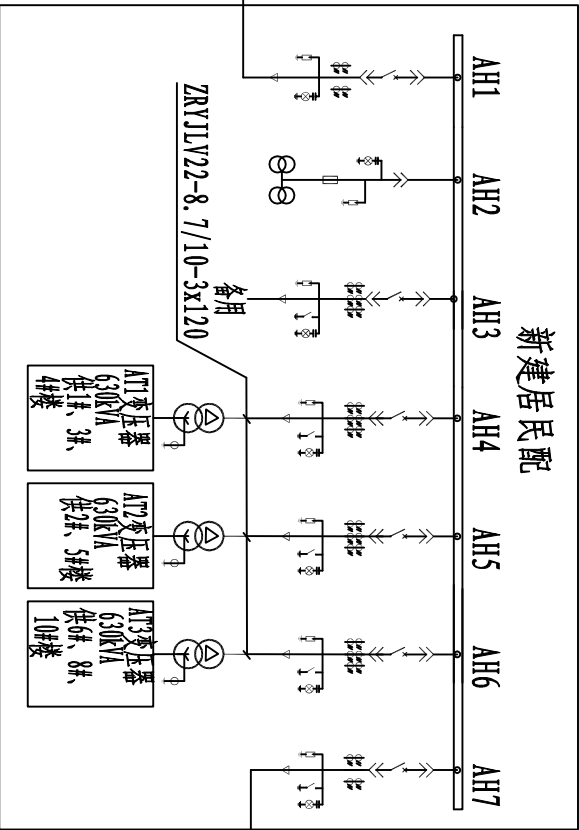 新建居民配
AH1
AH2
AH3
AH4
AH5
AH6
AH7
备用
ZRYJLV22-8.7/10-3x120
AT1变压器
630kVA
供1#、3#、
4#楼
AT2变压器
630kVA
供2#、5#楼
AT3变压器
630kVA
供6#、8#、
10#楼